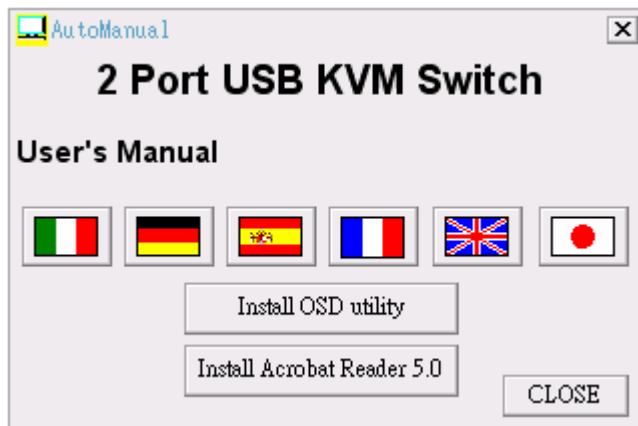 AutoManual
2 Port USB KVM Switch
User's Manual
Install OSD utility
Install Acrobat Reader 5.0
CLOSE